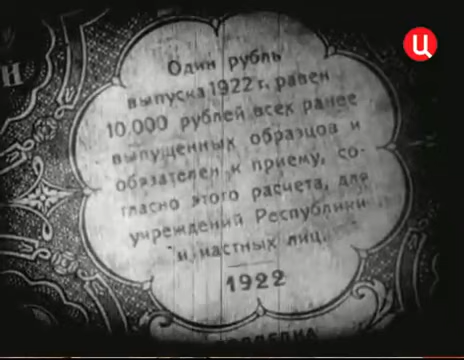 Ц
Й
Один рубль
выпуска 1922 г. равен
10.000 рублей всех ранее
выпущенных образцов и
обязателен к приему, со-
гласно этого расчета, для
учреждений Республики
и частных лиц.
1922